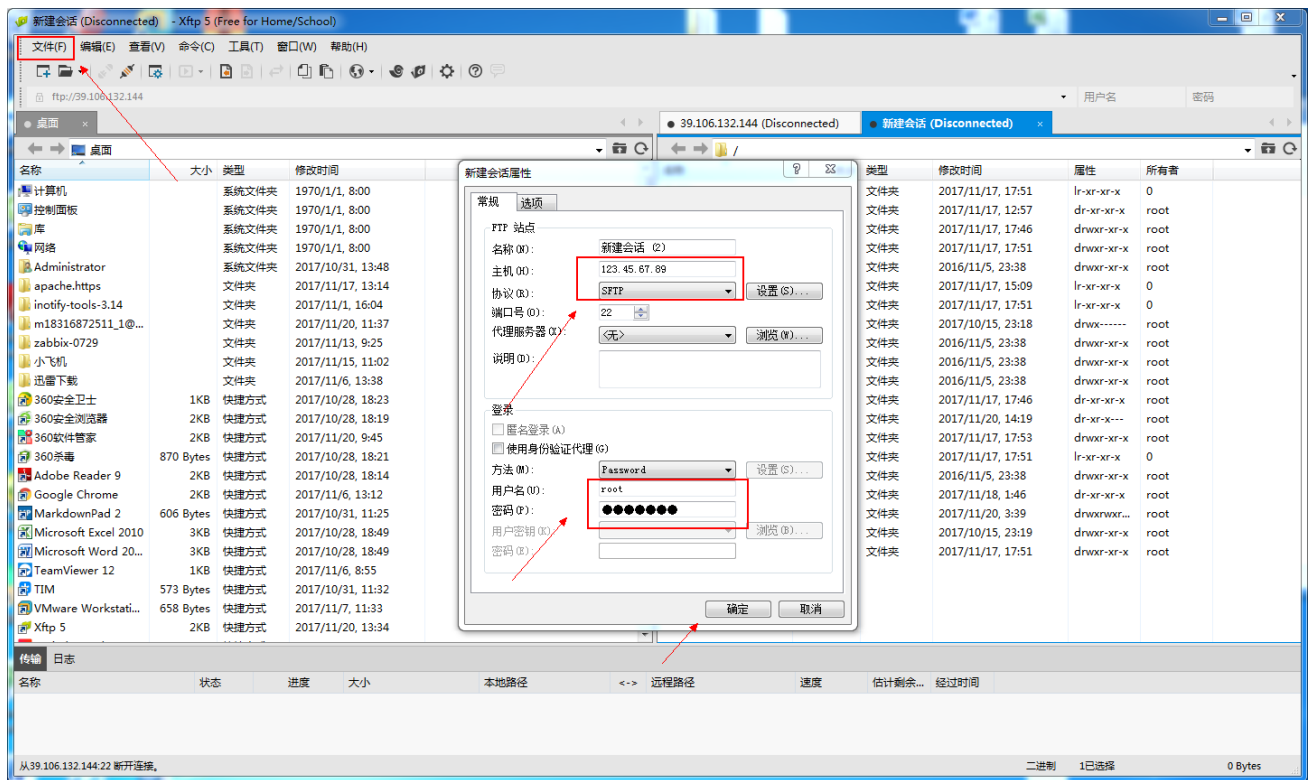 新建会话 (Disconnected) - Xftp 5 (Free for Home/School)
文件(F) 编辑(E) 查看(V) 命令(C) 工具(T) 窗口(W) 帮助(H)
ftp://39.106.132.144 用户名 密码
桌面 × 39.106.132.144 (Disconnected) 新建会话 (Disconnected) ×
桌面 /
名称 大小 类型 修改时间 类型 修改时间 属性 所有者
计算机 系统文件夹 1970/1/1, 8:00 文件夹 2017/11/17, 17:51 lr-xr-xr-x 0
控制面板 系统文件夹 1970/1/1, 8:00 文件夹 2017/11/17, 12:57 dr-xr-xr-x root
库 系统文件夹 1970/1/1, 8:00 文件夹 2017/11/17, 17:46 drwxr-xr-x root
网络 系统文件夹 1970/1/1, 8:00 文件夹 2017/11/17, 17:51 drwxr-xr-x root
Administrator 系统文件夹 2017/10/31, 13:48 文件夹 2016/11/5, 23:38 drwxr-xr-x root
apache.https 文件夹 2017/11/17, 13:14 文件夹 2017/11/17, 15:09 lr-xr-xr-x 0
inotify-tools-3.14 文件夹 2017/11/1, 16:04 文件夹 2017/11/17, 17:51 lr-xr-xr-x 0
m18316872511_1@... 文件夹 2017/11/20, 11:37 文件夹 2017/10/15, 23:18 drwx------ root
zabbix-0729 文件夹 2017/11/13, 9:25 文件夹 2016/11/5, 23:38 drwxr-xr-x root
小飞机 文件夹 2017/11/15, 11:02 文件夹 2016/11/5, 23:38 drwxr-xr-x root
迅雷下载 文件夹 2017/11/6, 13:38 文件夹 2016/11/5, 23:38 drwxr-xr-x root
360安全卫士 1KB 快捷方式 2017/10/28, 18:23 文件夹 2017/11/17, 17:46 drwxr-xr-x root
360安全浏览器 2KB 快捷方式 2017/10/28, 18:19 文件夹 2017/11/20, 14:19 dr-xr-x--- root
360软件管家 2KB 快捷方式 2017/11/20, 9:45 文件夹 2017/11/17, 17:53 drwxr-xr-x root
360杀毒 870 Bytes 快捷方式 2017/10/28, 18:21 文件夹 2017/11/17, 17:51 lr-xr-xr-x 0
Adobe Reader 9 2KB 快捷方式 2017/10/28, 18:14 文件夹 2016/11/5, 23:38 drwxr-xr-x root
Google Chrome 2KB 快捷方式 2017/11/6, 13:12 文件夹 2017/11/18, 1:46 dr-xr-xr-x root
MarkdownPad 2 606 Bytes 快捷方式 2017/10/31, 11:25 文件夹 2017/11/20, 3:39 drwxrwxr... root
Microsoft Excel 2010 3KB 快捷方式 2017/10/28, 18:49 文件夹 2017/10/15, 23:19 drwxr-xr-x root
Microsoft Word 20... 3KB 快捷方式 2017/10/28, 18:49 文件夹 2017/11/17, 17:51 drwxr-xr-x root
TeamViewer 12 1KB 快捷方式 2017/11/6, 8:55
TIM 573 Bytes 快捷方式 2017/10/31, 11:32
VMware Workstati... 658 Bytes 快捷方式 2017/11/7, 11:33
Xftp 5 2KB 快捷方式 2017/11/20, 13:34
新建会话属性
常规 选项
FTP 站点
名称(N): 新建会话 (2)
主机(H): 123.45.67.89
协议(R): SFTP 设置(S)...
端口号(O): 22
代理服务器(X): <无> 浏览(W)...
说明(D):
登录
匿名登录(A)
使用身份验证代理(G)
方法(M): Password 设置(S)...
用户名(U): root
密码(P): ●●●●●●●
用户密钥(K): 浏览(B)...
密码(E):
确定 取消
传输 日志
名称 状态 进度 大小 本地路径 <-> 远程路径 速度 估计剩余... 经过时间
从39.106.132.144:22 断开连接。 二进制 1已选择 0 Bytes